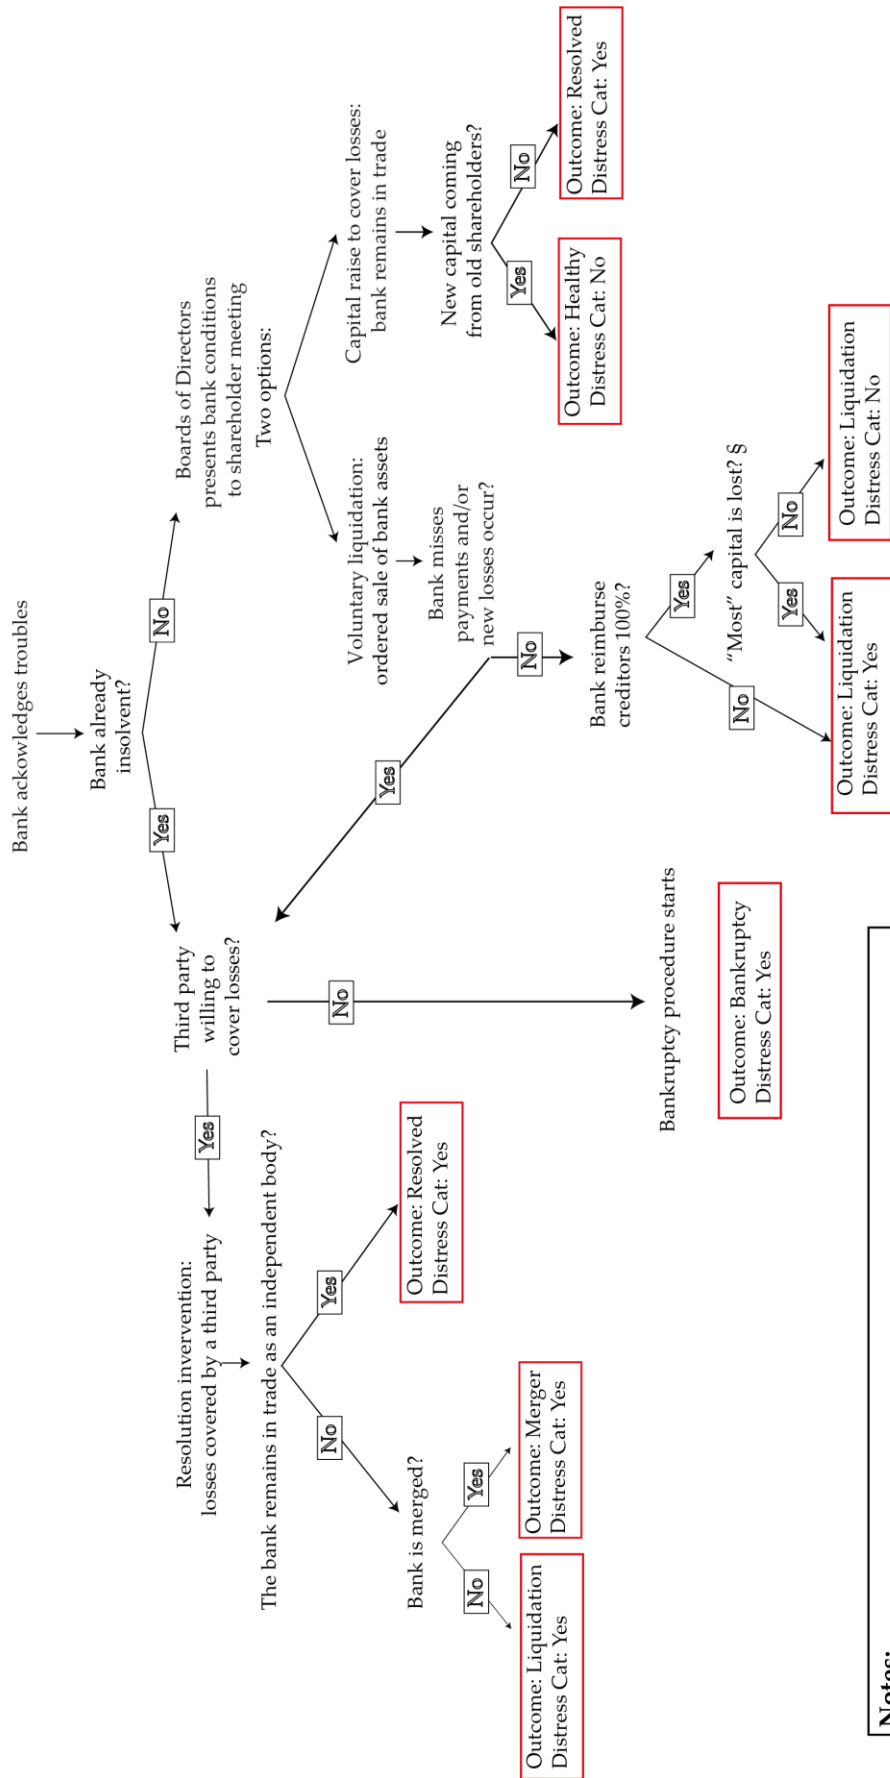 Bank ackowledges troubles
Bank already
insolvent?
Yes
No
Third party
willing to
cover losses?
Boards of Directors
presents bank conditions
to shareholder meeting
Two options:
Yes
No
Resolution invervention:
losses covered by a third party
The bank remains in trade as an independent body?
No
Yes
Bank is merged?
Outcome: Resolved
Distress Cat: Yes
No
Yes
Outcome: Liquidation
Distress Cat: Yes
Outcome: Merger
Distress Cat: Yes
Bankruptcy procedure starts
Outcome: Bankruptcy
Distress Cat: Yes
Voluntary liquidation:
ordered sale of bank assets
Bank misses
payments and/or
new losses occur?
Yes
No
Bank reimburse
creditors 100%?
No
Yes
"Most" capital is lost? §
Yes
No
Outcome: Liquidation
Distress Cat: Yes
Outcome: Liquidation
Distress Cat: No
Capital raise to cover losses:
bank remains in trade
New capital coming
from old shareholders?
Yes
No
Outcome: Healthy
Distress Cat: No
Outcome: Resolved
Distress Cat: Yes
Notes: